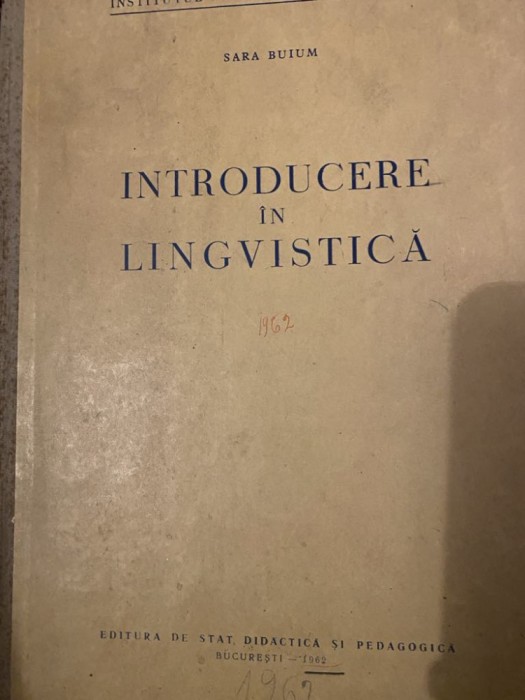 SARA BUIUM
INTRODUCERE
ÎN
LINGVISTICĂ
1962
EDITURA DE STAT DIDACTICĂ ȘI PEDAGOGICĂ
BUCUREȘTI — 1962
1962